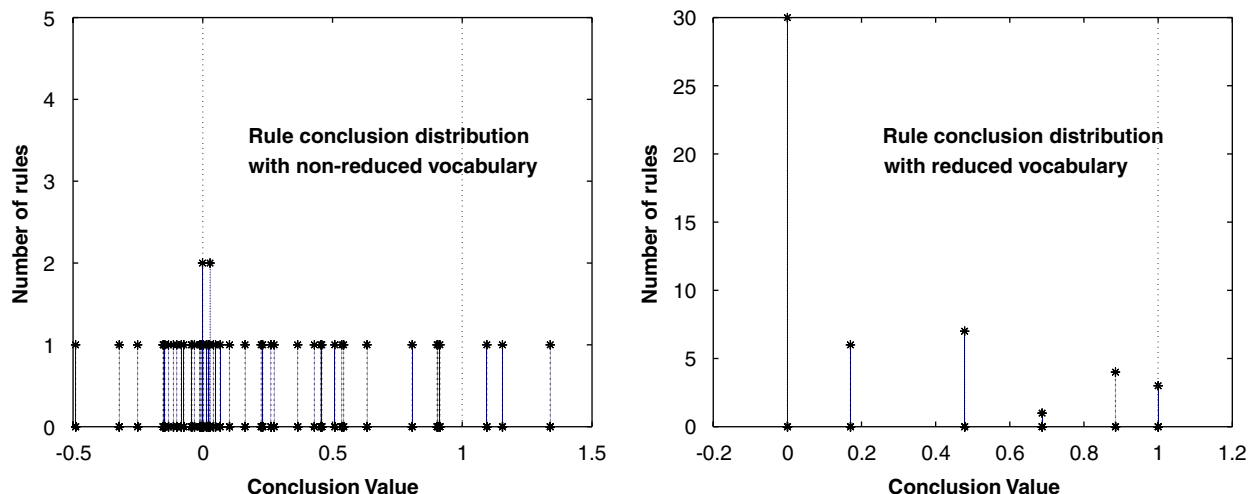 5
4
3
2
1
0
Number of rules
Rule conclusion distribution
with non-reduced vocabulary
-0.5 0 0.5 1 1.5
Conclusion Value
30
25
20
15
10
5
0
Number of rules
Rule conclusion distribution
with reduced vocabulary
-0.2 0 0.2 0.4 0.6 0.8 1 1.2
Conclusion Value